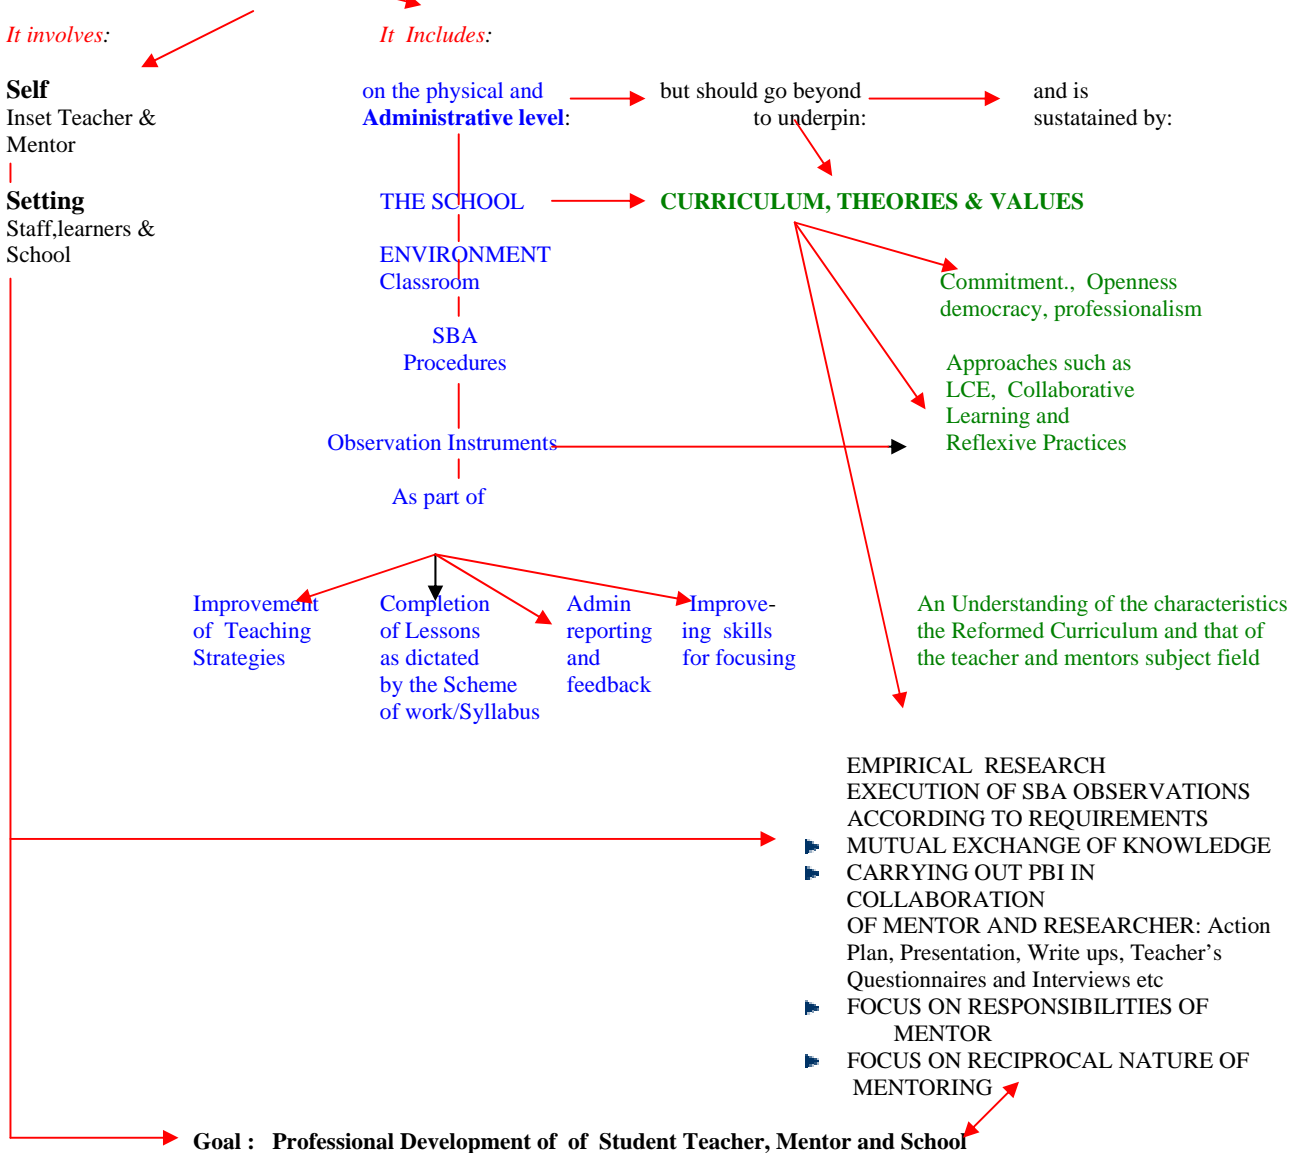 It involves:
It Includes:
Self
Inset Teacher &
Mentor
on the physical and
Administrative level:
but should go beyond
to underpin:
and is
sustatained by:
Setting
Staff,learners &
School
THE SCHOOL
CURRICULUM, THEORIES & VALUES
ENVIRONMENT
Classroom
Commitment., Openness
democracy, professionalism
SBA
Procedures
Approaches such as
LCE, Collaborative
Learning and
Reflexive Practices
Observation Instruments
As part of
Improvement
of Teaching
Strategies
Completion
of Lessons
as dictated
by the Scheme
of work/Syllabus
Admin
reporting
and
feedback
Improve-
ing skills
for focusing
An Understanding of the characteristics
the Reformed Curriculum and that of
the teacher and mentors subject field
EMPIRICAL RESEARCH
EXECUTION OF SBA OBSERVATIONS
ACCORDING TO REQUIREMENTS
MUTUAL EXCHANGE OF KNOWLEDGE
CARRYING OUT PBI IN
COLLABORATION
OF MENTOR AND RESEARCHER: Action
Plan, Presentation, Write ups, Teacher's
Questionnaires and Interviews etc
FOCUS ON RESPONSIBILITIES OF
MENTOR
FOCUS ON RECIPROCAL NATURE OF
MENTORING
Goal : Professional Development of of Student Teacher, Mentor and School